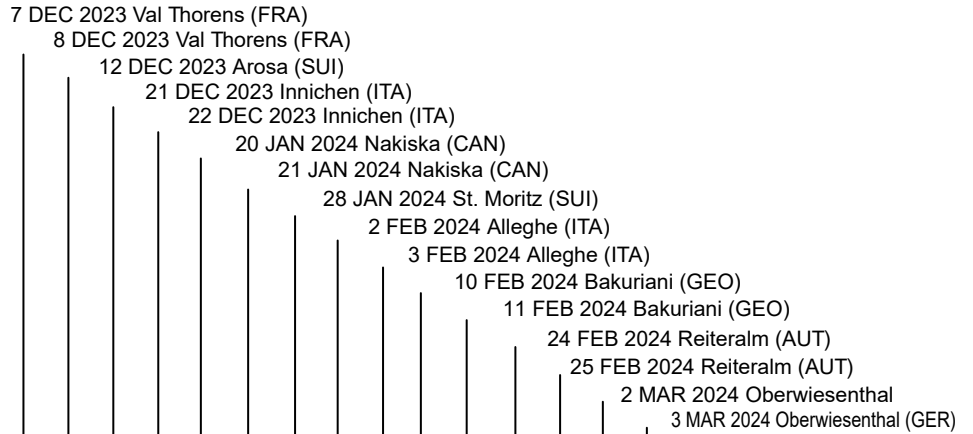 7 DEC 2023 Val Thorens (FRA)
8 DEC 2023 Val Thorens (FRA)
12 DEC 2023 Arosa (SUI)
21 DEC 2023 Innichen (ITA)
22 DEC 2023 Innichen (ITA)
20 JAN 2024 Nakiska (CAN)
21 JAN 2024 Nakiska (CAN)
28 JAN 2024 St. Moritz (SUI)
2 FEB 2024 Alleghe (ITA)
3 FEB 2024 Alleghe (ITA)
10 FEB 2024 Bakuriani (GEO)
11 FEB 2024 Bakuriani (GEO)
24 FEB 2024 Reiteralm (AUT)
25 FEB 2024 Reiteralm (AUT)
2 MAR 2024 Oberwiesenthal
3 MAR 2024 Oberwiesenthal (GER)